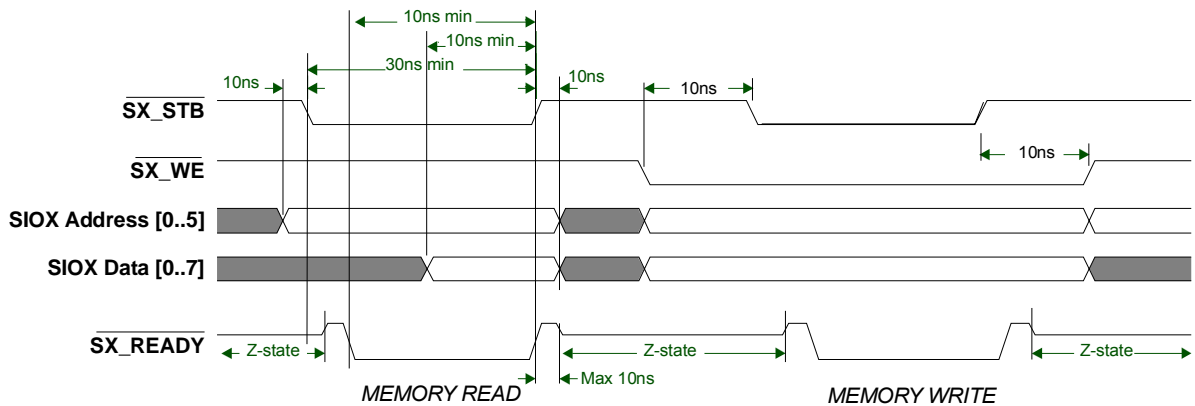 10ns min
10ns min
30ns min
10ns
10ns
10ns
SX_STB
10ns
SX_WE
SIOX Address [0..5]
SIOX Data [0..7]
SX_READY
Z-state
Z-state
Z-state
Max 10ns
MEMORY READ
MEMORY WRITE